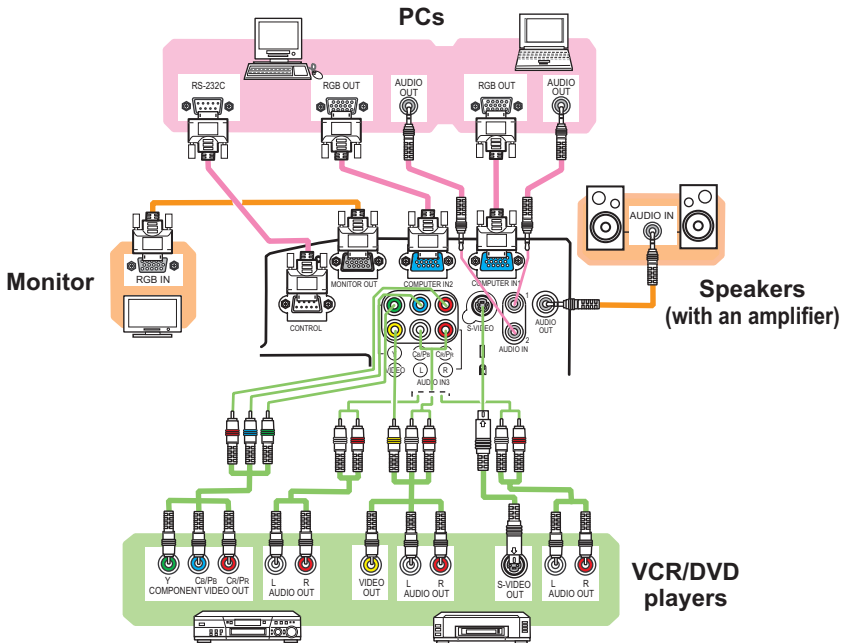 PCs
RS-232C
RGB OUT
AUDIO
OUT
RGB OUT
AUDIO
OUT
AUDIO IN
RGB IN
Monitor
MONITOR OUT
COMPUTER IN2
COMPUTER IN1
Speakers
(with an amplifier)
CONTROL
S-VIDEO
1
2
AUDIO IN
AUDIO
OUT
Y
CB/PB
CR/PR
VIDEO
L
R
AUDIO IN3
Y
CB/PB
CR/PR
COMPONENT VIDEO OUT
L
R
AUDIO OUT
VIDEO
OUT
L
R
AUDIO OUT
S-VIDEO
OUT
L
R
AUDIO OUT
VCR/DVD
players